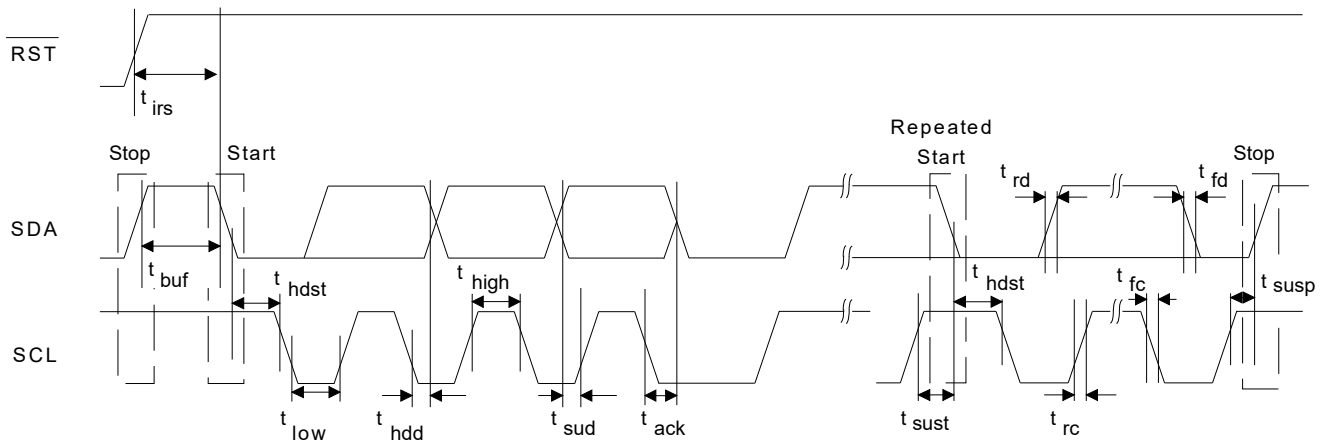 RST
t irs
Repeated
Stop
Start
Start
Stop
t rd
t fd
SDA
t buf
t hdst
t high
t hdst
t fc
t susp
SCL
t low
t hdd
t sud
t ack
t sust
t rc